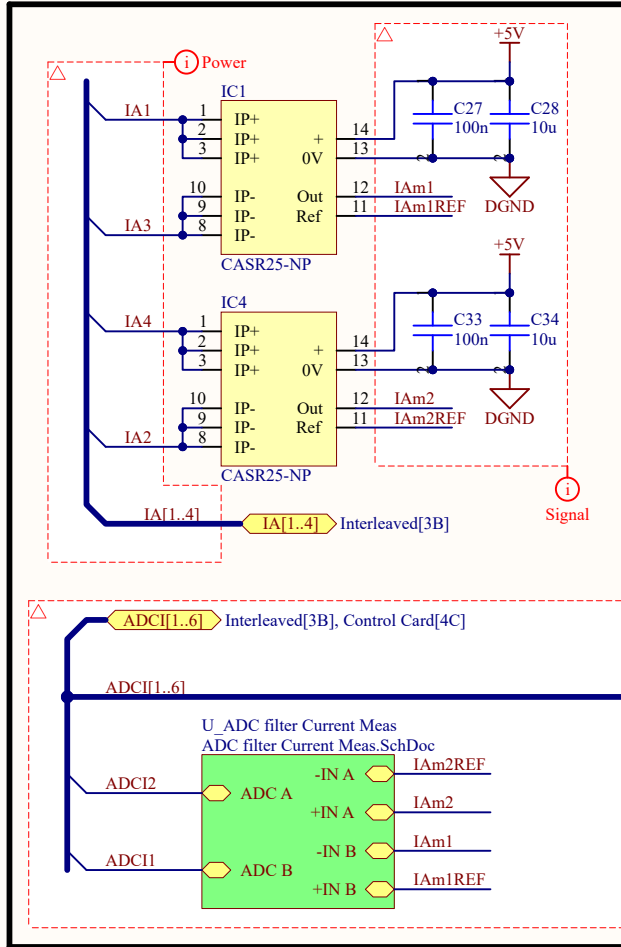 +5V
i Power
IC1
IA1 1 IP+ C27 C28
2 IP+ + 14 100n 10u
3 IP+ 0V 13
10 IP- Out 12 IAm1
9 IP- Ref 11 IAm1REF DGND
IA3 8 IP-
CASR25-NP
+5V
IC4
IA4 1 IP+ C33 C34
2 IP+ + 14 100n 10u
3 IP+ 0V 13
10 IP- Out 12 IAm2
9 IP- Ref 11 IAm2REF DGND
IA2 8 IP-
CASR25-NP
i
Signal
IA[1..4] IA[1..4] Interleaved[3B]
ADCI[1..6] Interleaved[3B], Control Card[4C]
ADCI[1..6]
U_ADC filter Current Meas
ADC filter Current Meas.SchDoc
-IN A IAm2REF
ADCI2 ADC A
+IN A IAm2
-IN B IAm1
ADCI1 ADC B
+IN B IAm1REF